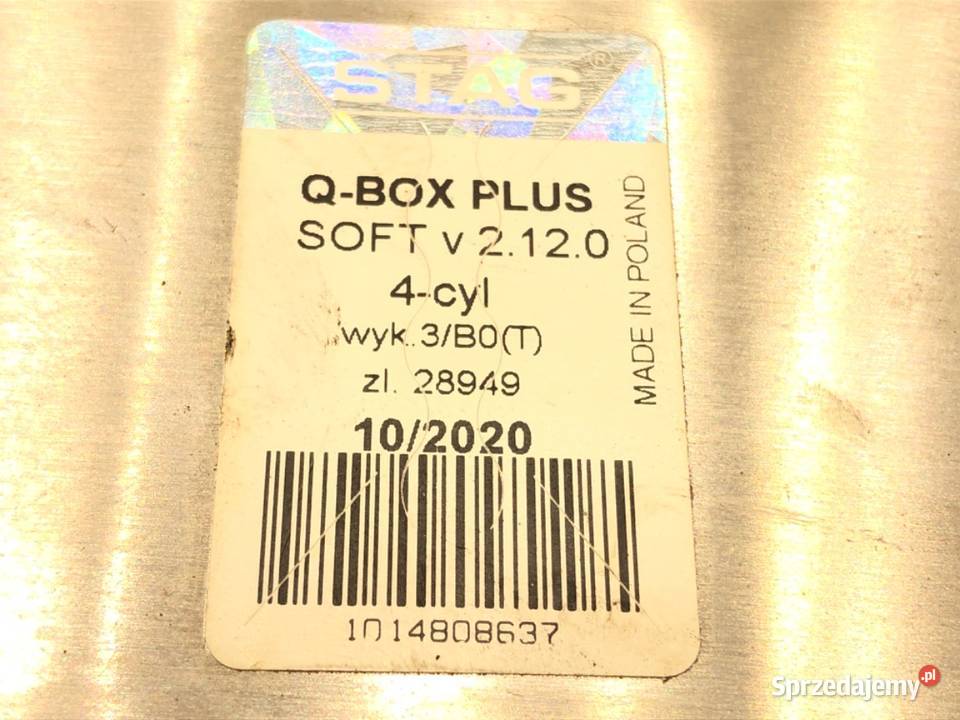 STAG®
Q-BOX PLUS
SOFT v 2.12.0
4-cyl
wyk. 3/B0(T)
zl. 28949
10/2020
1014808637
MADE IN POLAND
Sprzedajemy.pl